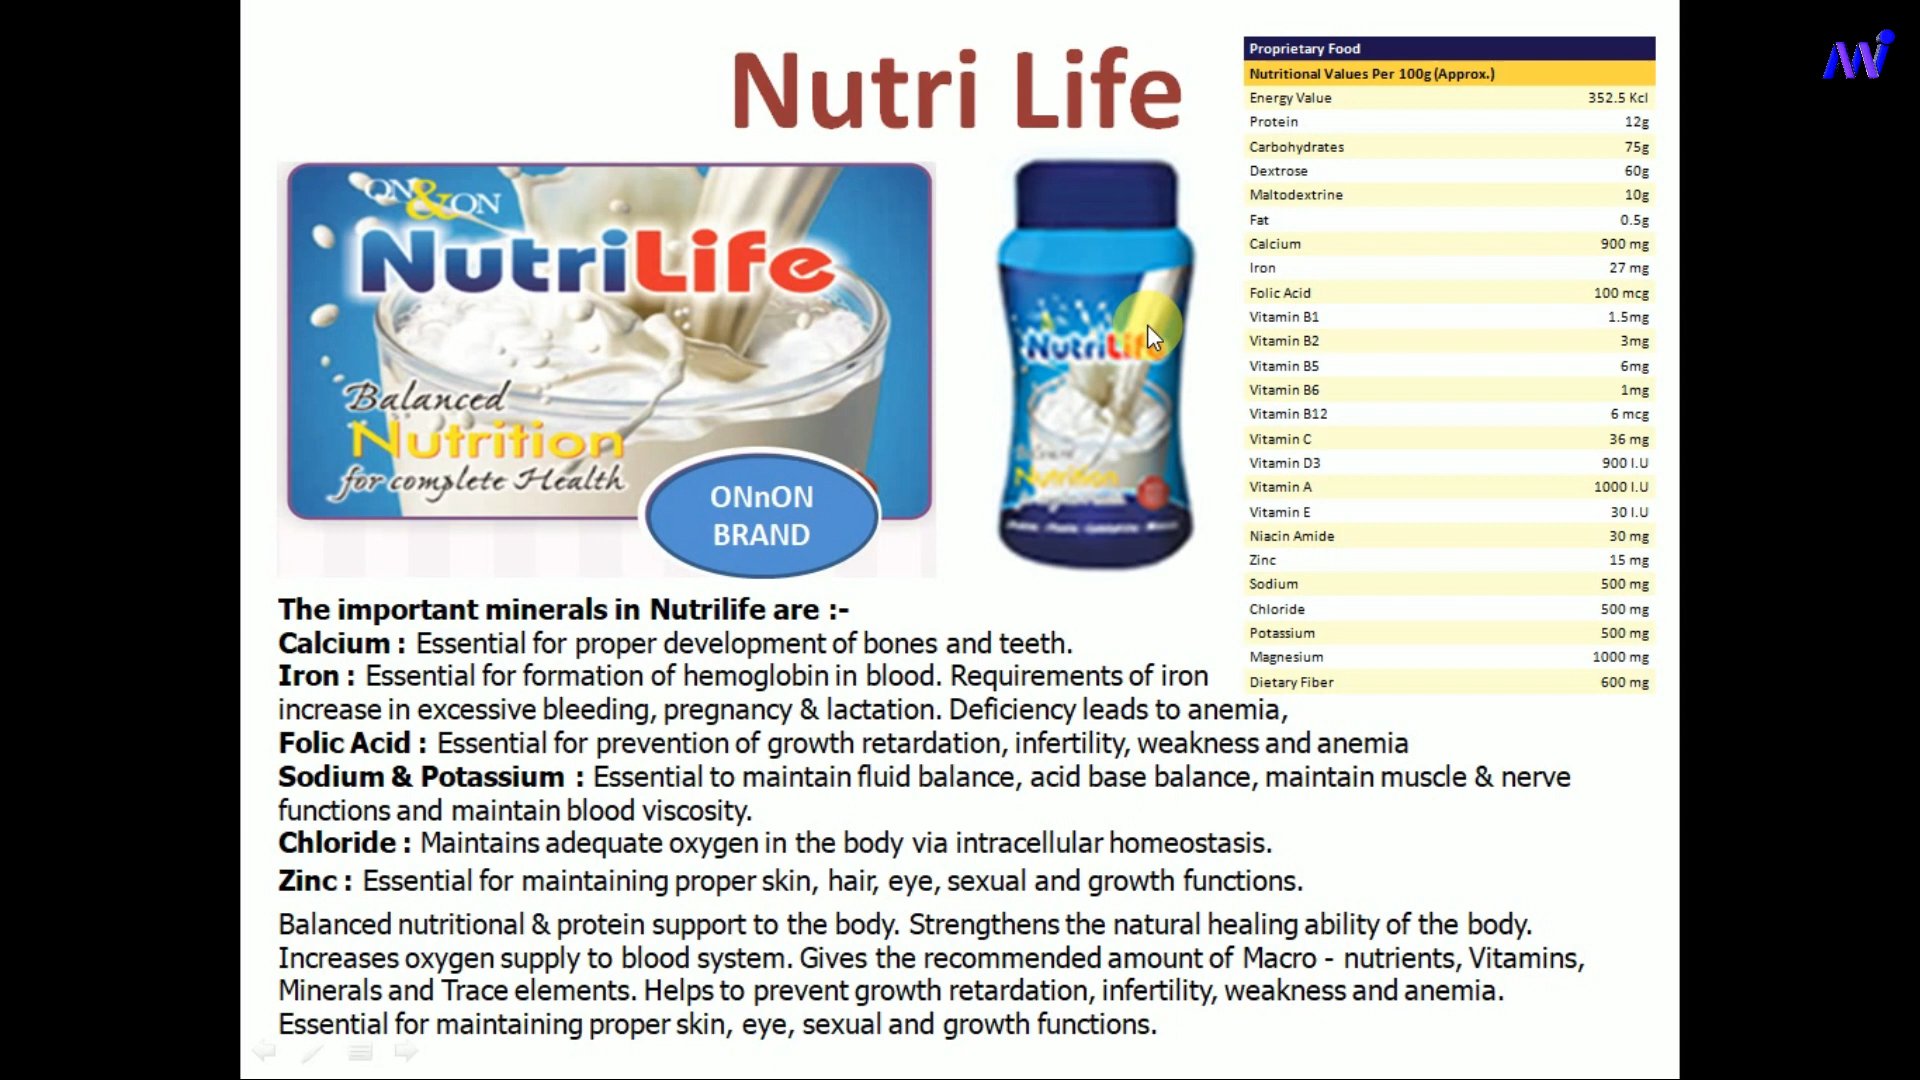 Nutri Life
ON&ON
NutriLife
Balanced
Nutrition
for complete Health
ONnON
BRAND
NutriLife
Nutrition
Proprietary Food
Nutritional Values Per 100g (Approx.)
Energy Value 352.5 Kcl
Protein 12g
Carbohydrates 75g
Dextrose 60g
Maltodextrine 10g
Fat 0.5g
Calcium 900 mg
Iron 27 mg
Folic Acid 100 mcg
Vitamin B1 1.5mg
Vitamin B2 3mg
Vitamin B5 6mg
Vitamin B6 1mg
Vitamin B12 6 mcg
Vitamin C 36 mg
Vitamin D3 900 I.U
Vitamin A 1000 I.U
Vitamin E 30 I.U
Niacin Amide 30 mg
Zinc 15 mg
Sodium 500 mg
Chloride 500 mg
Potassium 500 mg
Magnesium 1000 mg
Dietary Fiber 600 mg
The important minerals in Nutrilife are :-
Calcium : Essential for proper development of bones and teeth.
Iron : Essential for formation of hemoglobin in blood. Requirements of iron
increase in excessive bleeding, pregnancy & lactation. Deficiency leads to anemia,
Folic Acid : Essential for prevention of growth retardation, infertility, weakness and anemia
Sodium & Potassium : Essential to maintain fluid balance, acid base balance, maintain muscle & nerve
functions and maintain blood viscosity.
Chloride : Maintains adequate oxygen in the body via intracellular homeostasis.
Zinc : Essential for maintaining proper skin, hair, eye, sexual and growth functions.
Balanced nutritional & protein support to the body. Strengthens the natural healing ability of the body.
Increases oxygen supply to blood system. Gives the recommended amount of Macro - nutrients, Vitamins,
Minerals and Trace elements. Helps to prevent growth retardation, infertility, weakness and anemia.
Essential for maintaining proper skin, eye, sexual and growth functions.